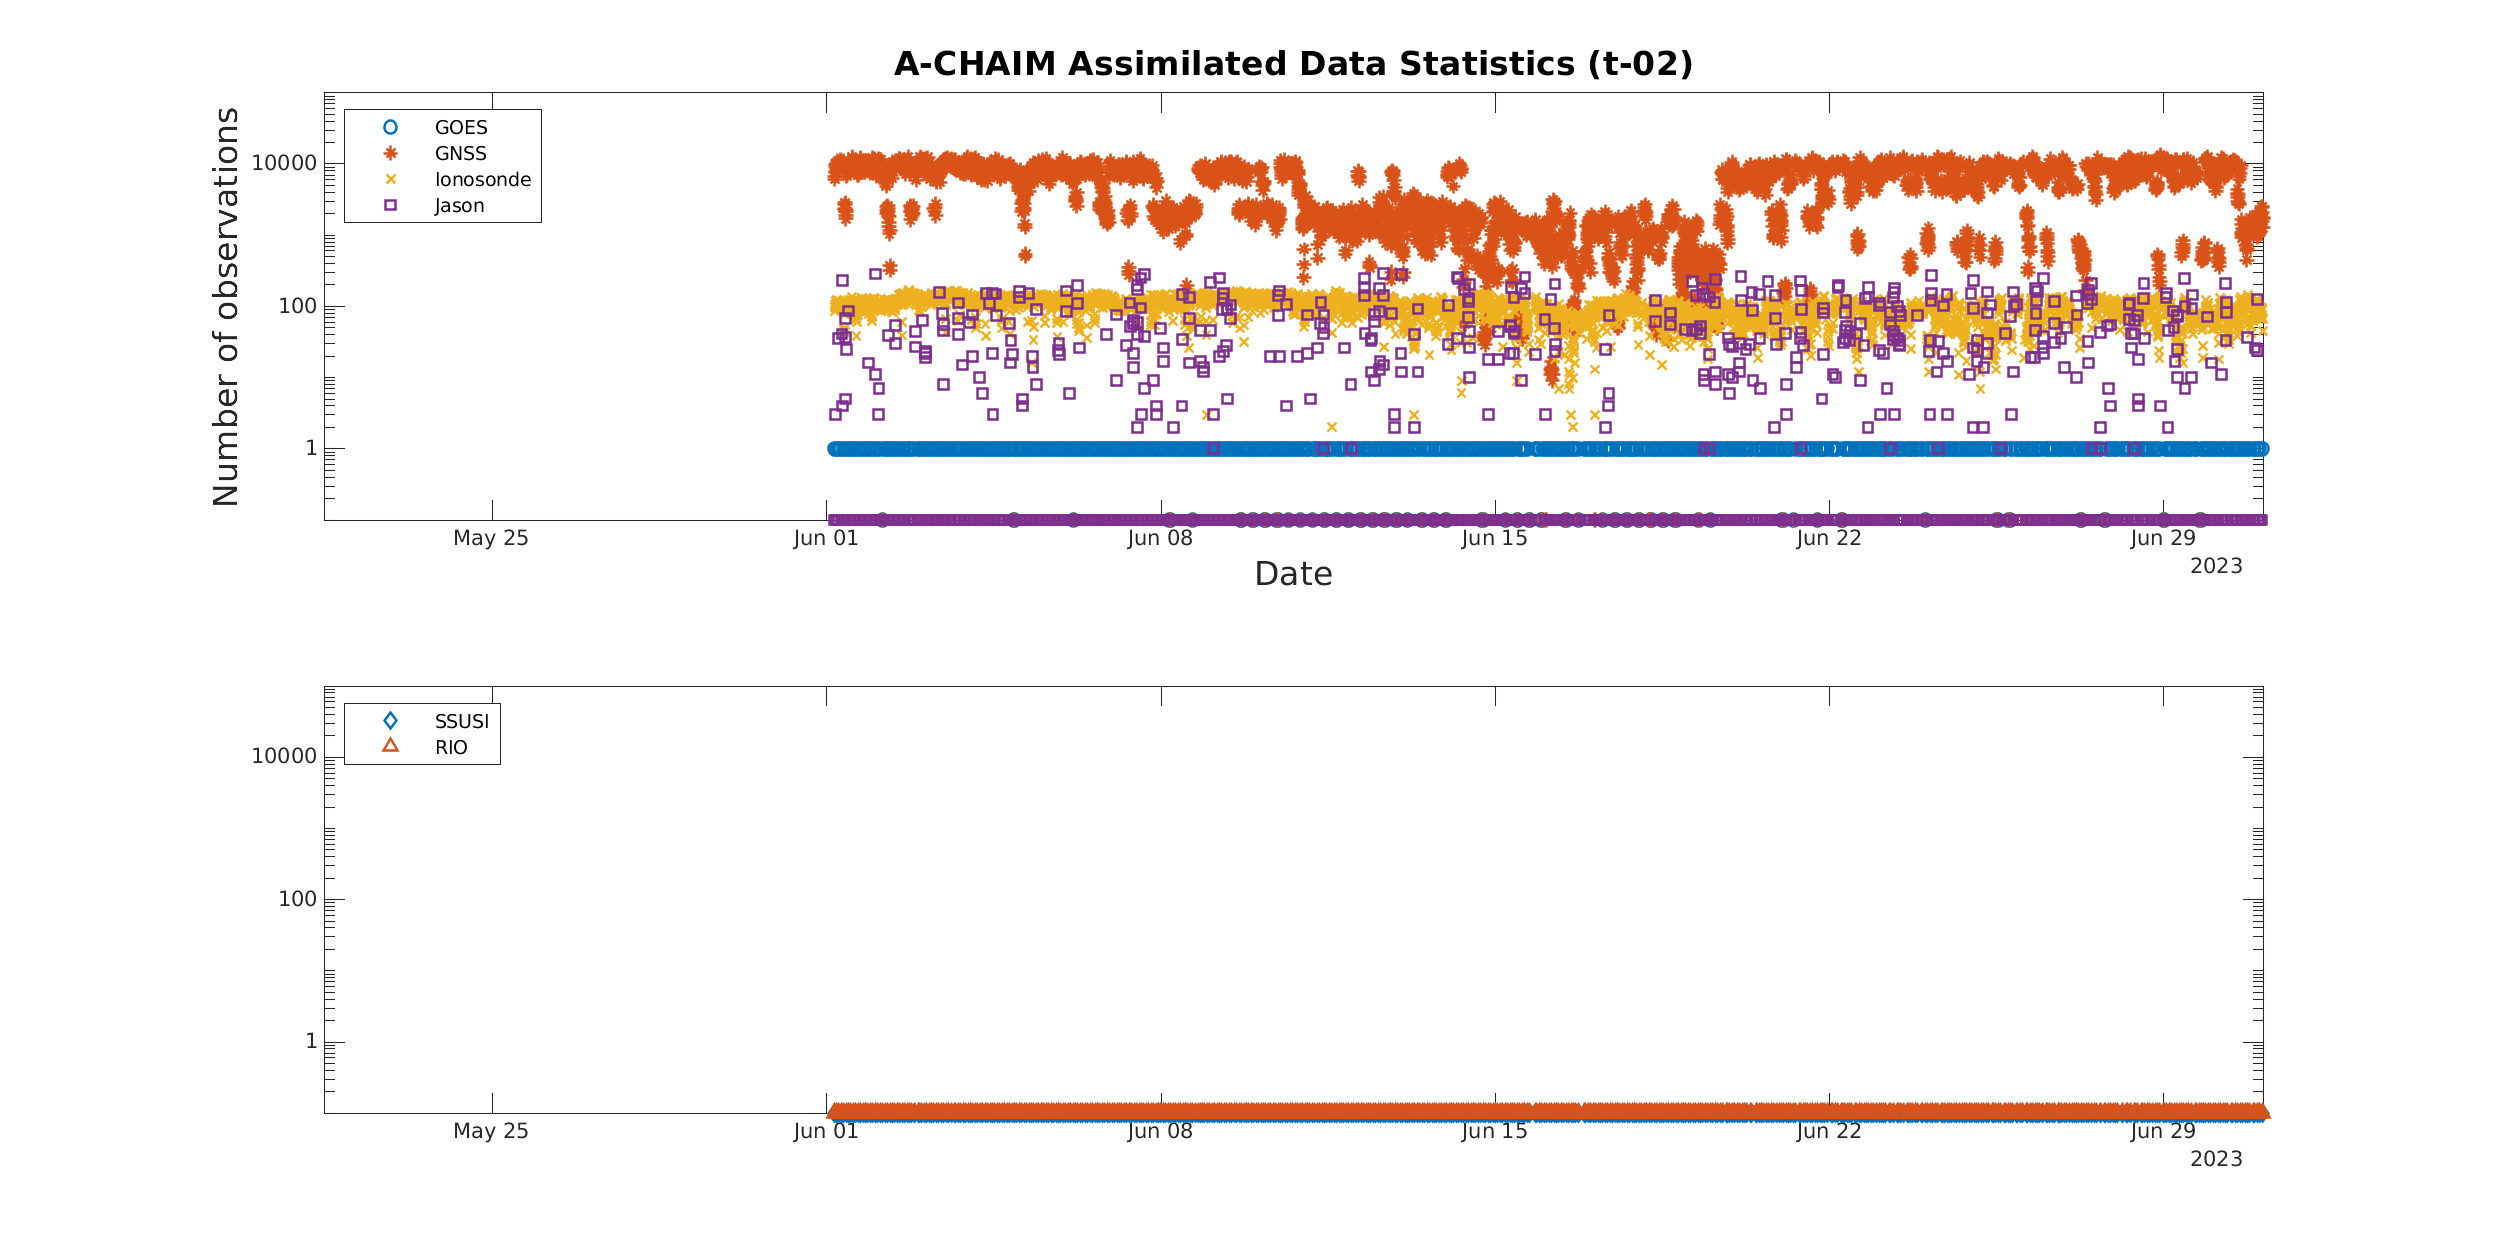 A-CHAIM Assimilated Data Statistics (t-02)
Number of observations
10000
100
1
GOES
GNSS
Ionosonde
Jason
May 25
Jun 01
Jun 08
Jun 15
Jun 22
Jun 29
2023
Date
10000
100
1
SSUSI
RIO
May 25
Jun 01
Jun 08
Jun 15
Jun 22
Jun 29
2023